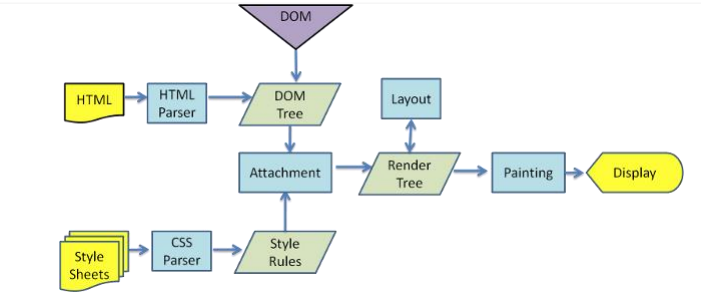 DOM
HTML
HTML
Parser
DOM
Tree
Layout
Attachment
Render
Tree
Painting
Display
Style
Sheets
CSS
Parser
Style
Rules